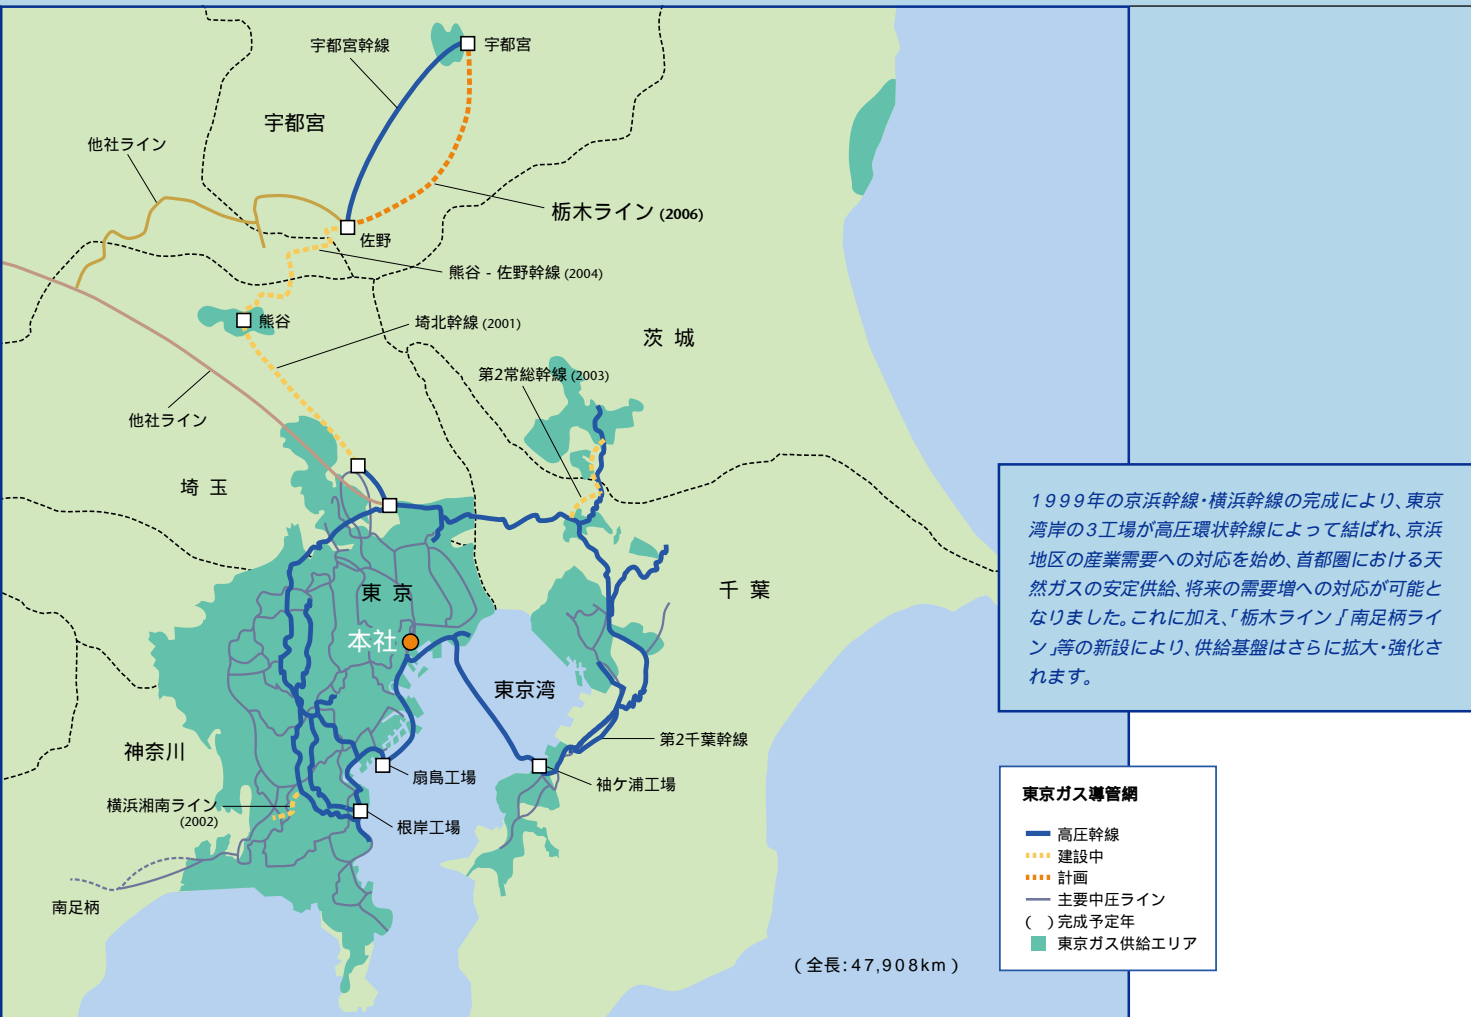 宇都宮幹線
宇都宮
宇都宮
他社ライン
栃木ライン (2006)
佐野
熊谷 - 佐野幹線 (2004)
熊谷
埼北幹線 (2001)
茨 城
第2常総幹線 (2003)
他社ライン
埼 玉
東 京
千 葉
本社
東京湾
神奈川
第2千葉幹線
扇島工場
袖ケ浦工場
横浜湘南ライン
(2002)
根岸工場
南足柄
(全長:47,908km)
1999年の京浜幹線・横浜幹線の完成により、東京
湾岸の3工場が高圧環状幹線によって結ばれ、京浜
地区の産業需要への対応を始め、首都圏における天
然ガスの安定供給、将来の需要増への対応が可能と
なりました。これに加え、「栃木ライン」「南足柄ライ
ン」等の新設により、供給基盤はさらに拡大・強化さ
れます。
東京ガス導管網
高圧幹線
建設中
計画
主要中圧ライン
( ) 完成予定年
東京ガス供給エリア